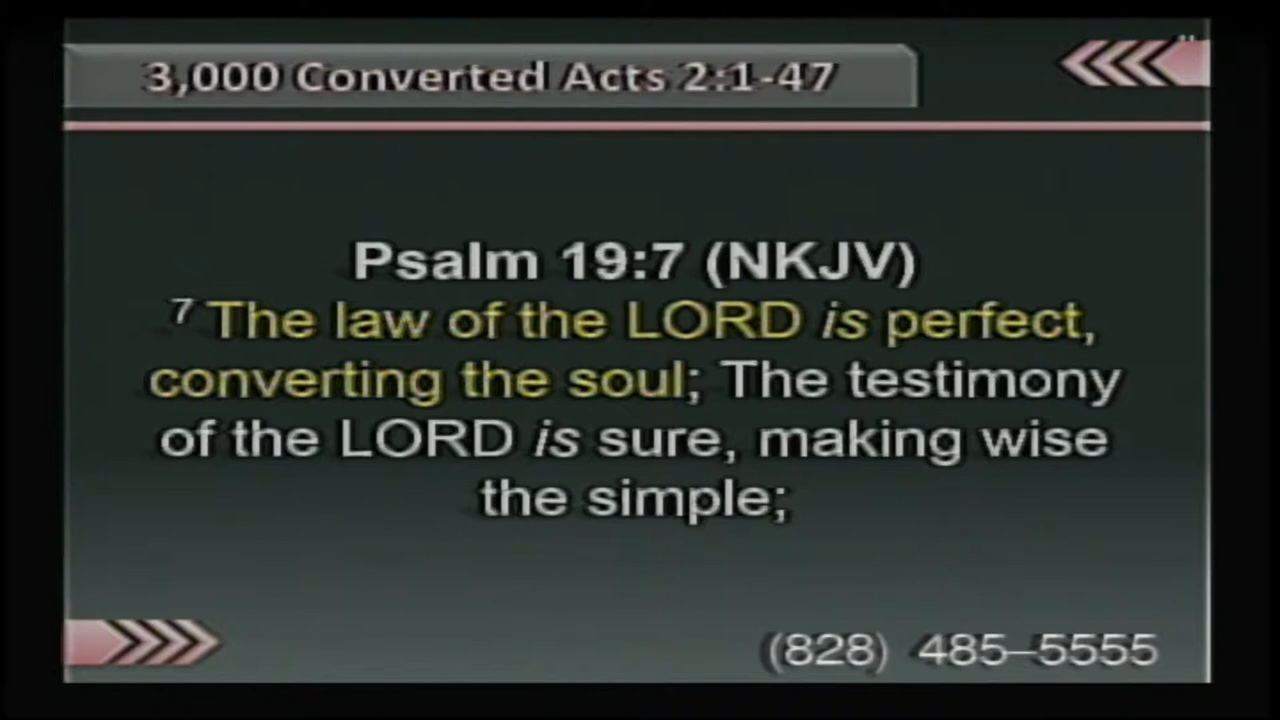 3,000 Converted Acts 2:1-47
Psalm 19:7 (NKJV)
7 The law of the LORD is perfect,
converting the soul; The testimony
of the LORD is sure, making wise
the simple;
(828) 485–5555